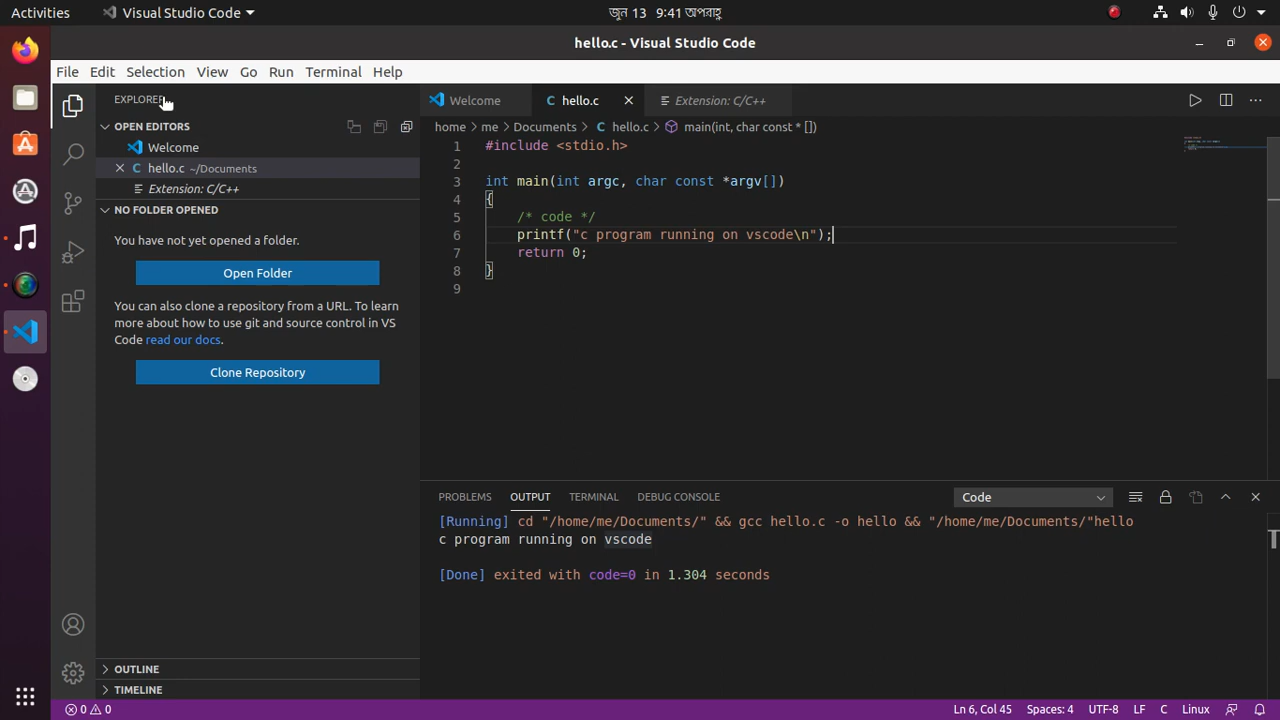 Activities
Visual Studio Code
জুন 13 9:41 অপরাহ্ণ
hello.c - Visual Studio Code
File Edit Selection View Go Run Terminal Help
EXPLORER
OPEN EDITORS
Welcome
hello.c ~/Documents
Extension: C/C++
NO FOLDER OPENED
You have not yet opened a folder.
Open Folder
You can also clone a repository from a URL. To learn
more about how to use git and source control in VS
Code read our docs.
Clone Repository
OUTLINE
TIMELINE
Welcome
hello.c
Extension: C/C++
home > me > Documents > C hello.c > main(int, char const * [])
1 #include <stdio.h>
2
3 int main(int argc, char const *argv[])
4 {
5 /* code */
6 printf("c program running on vscode\n");
7 return 0;
8 }
9
PROBLEMS OUTPUT TERMINAL DEBUG CONSOLE
Code
[Running] cd "/home/me/Documents/" && gcc hello.c -o hello && "/home/me/Documents/"hello
c program running on vscode
[Done] exited with code=0 in 1.304 seconds
0 0
Ln 6, Col 45 Spaces: 4 UTF-8 LF C Linux